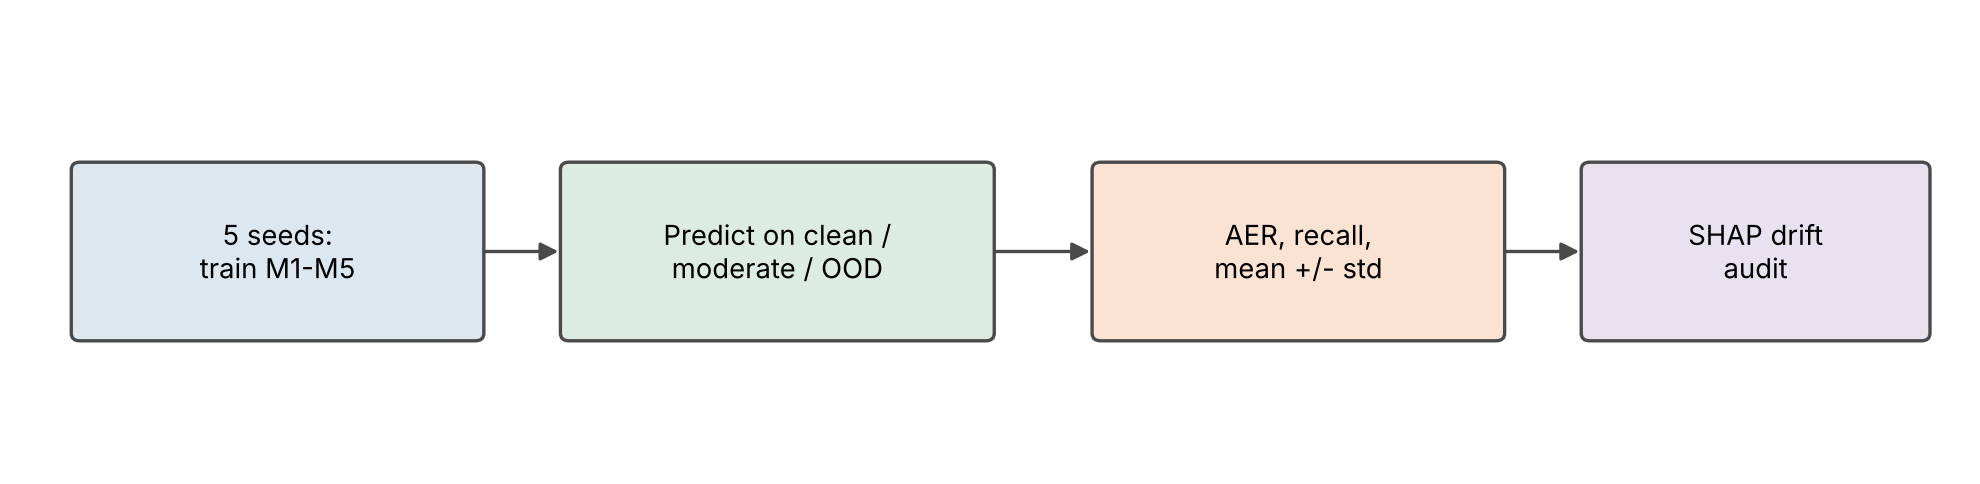 5 seeds:
train M1-M5
Predict on clean /
moderate / OOD
AER, recall,
mean +/- std
SHAP drift
audit